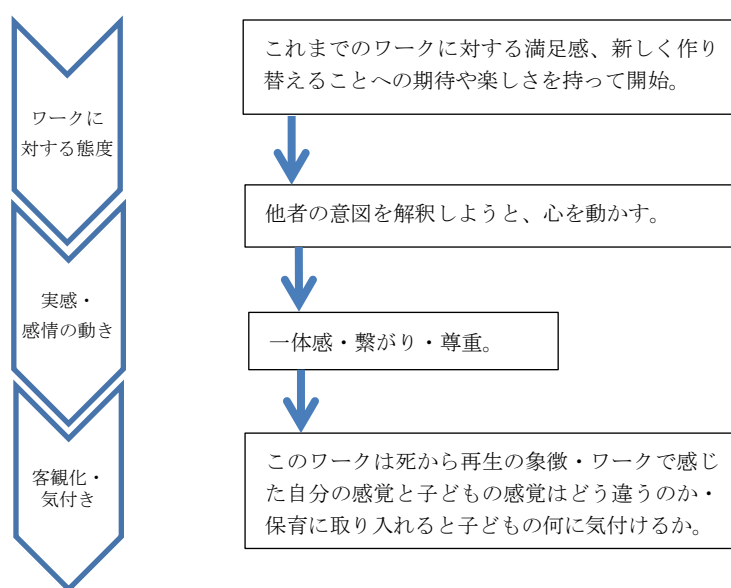 ワークに
対する態度
これまでのワークに対する満足感、新しく作り
替えることへの期待や楽しさを持って開始。
他者の意図を解釈しようと、心を動かす。
実感・
感情の動き
一体感・繋がり・尊重。
客観化・
気付き
このワークは死から再生の象徴・ワークで感じ
た自分の感覚と子どもの感覚はどう違うのか・
保育に取り入れると子どもの何に気付けるか。